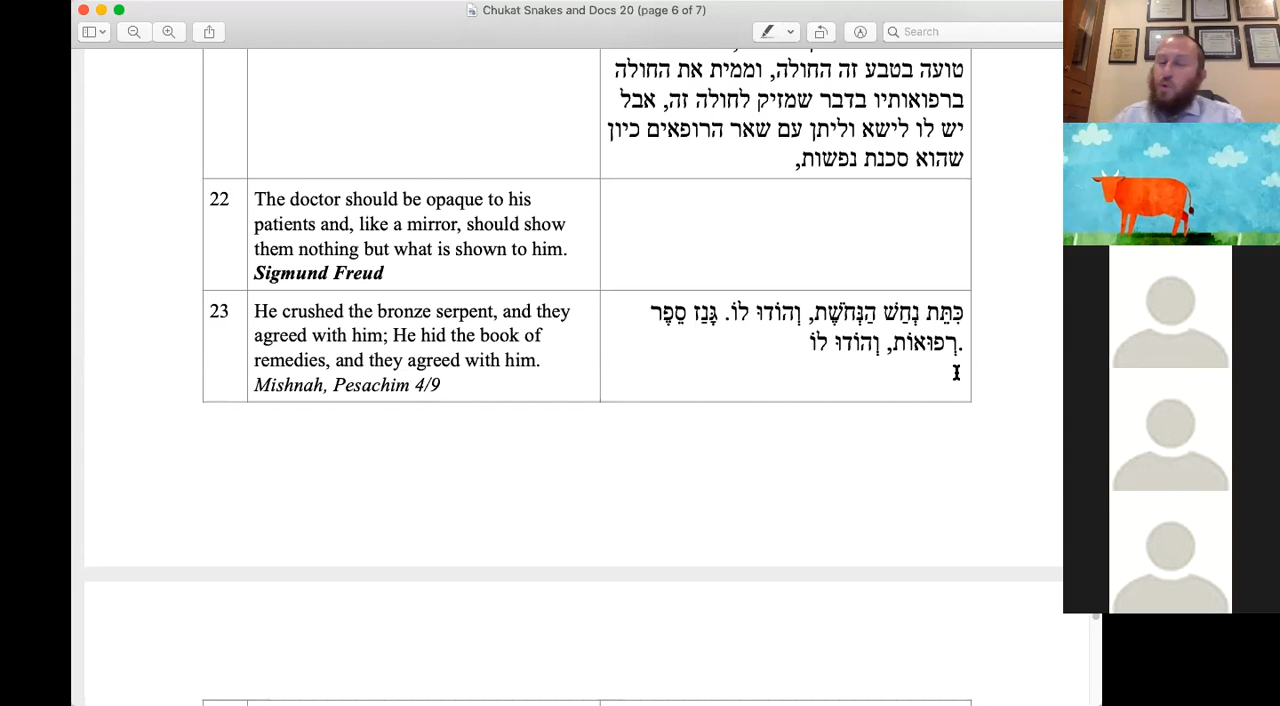 Chukat Snakes and Docs 20 (page 6 of 7)
Search
טועה בטבע זה החולה, וממית את החולה
ברפואותיו בדבר שמזיק לחולה זה, אבל
יש לו לישא וליתן עם שאר הרופאים כיון
שהוא סכנת נפשות,
22
The doctor should be opaque to his
patients and, like a mirror, should show
them nothing but what is shown to him.
Sigmund Freud
23
He crushed the bronze serpent, and they
agreed with him; He hid the book of
remedies, and they agreed with him.
Mishnah, Pesachim 4/9
כִּתֵּת נְחַשׁ הַנְּחֹשֶׁת, וְהוֹדוּ לוֹ. גָּנַז סֵפֶר
רְפוּאוֹת, וְהוֹדוּ לוֹ.